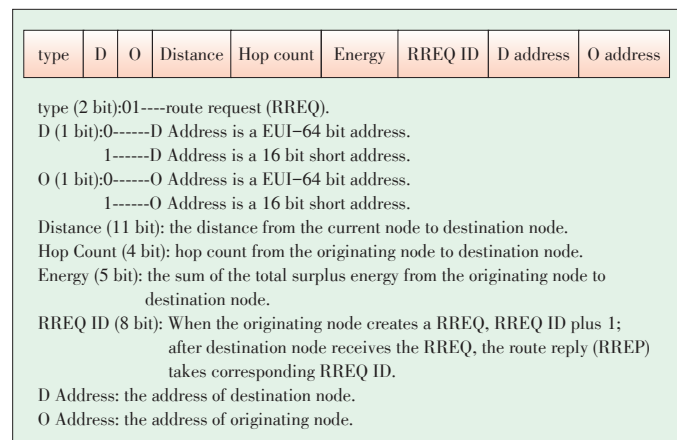 type D O Distance Hop count Energy RREQ ID D address O address
type (2 bit):01----route request (RREQ).
D (1 bit):0------D Address is a EUI-64 bit address.
1------D Address is a 16 bit short address.
O (1 bit):0------O Address is a EUI-64 bit address.
1------O Address is a 16 bit short address.
Distance (11 bit): the distance from the current node to destination node.
Hop Count (4 bit): hop count from the originating node to destination node.
Energy (5 bit): the sum of the total surplus energy from the originating node to
destination node.
RREQ ID (8 bit): When the originating node creates a RREQ, RREQ ID plus 1;
after destination node receives the RREQ, the route reply (RREP)
takes corresponding RREQ ID.
D Address: the address of destination node.
O Address: the address of originating node.